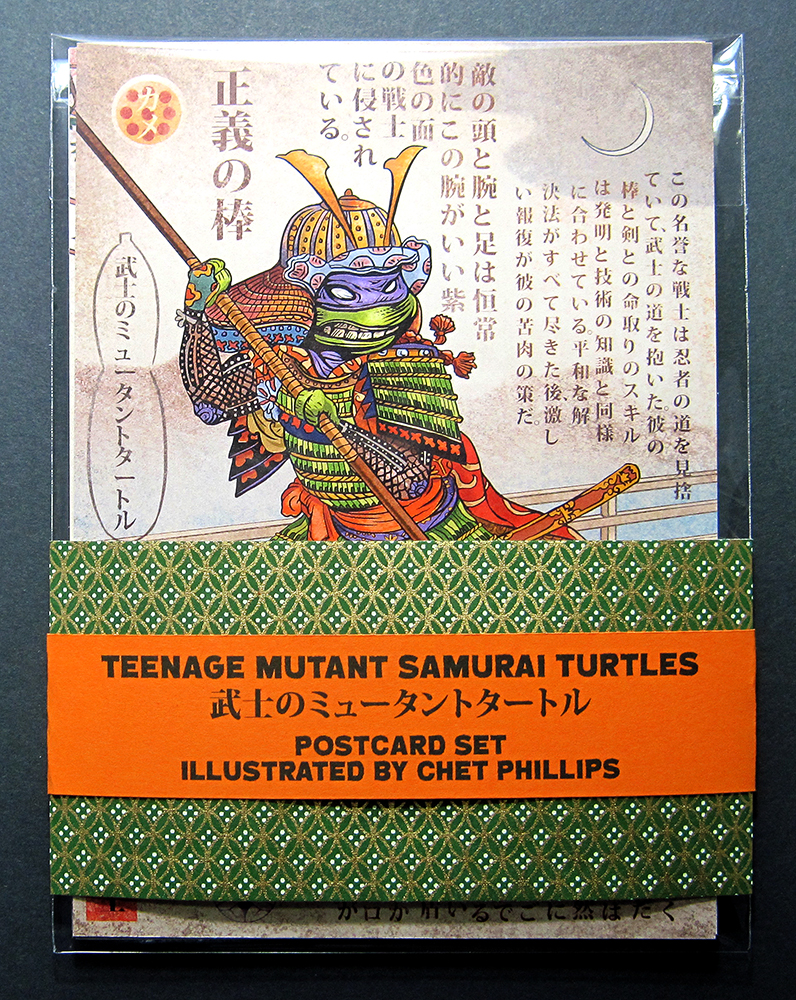 カメ
正義の棒
敵の頭と腕と足は恒常
的にこの腕がいい紫
色の面
の戦士
に侵され
ている。
この名誉な戦士は忍者の道を見捨
ていて、武士の道を抱いた。彼の
棒と剣との命取りのスキル
は発明と技術の知識と同様
に合わせている。平和な解
決法がすべて尽きた後、激し
い報復が彼の苦肉の策だ。
武士のミュータントタートル
TEENAGE MUTANT SAMURAI TURTLES
武士のミュータントタートル
POSTCARD SET
ILLUSTRATED BY CHET PHILLIPS